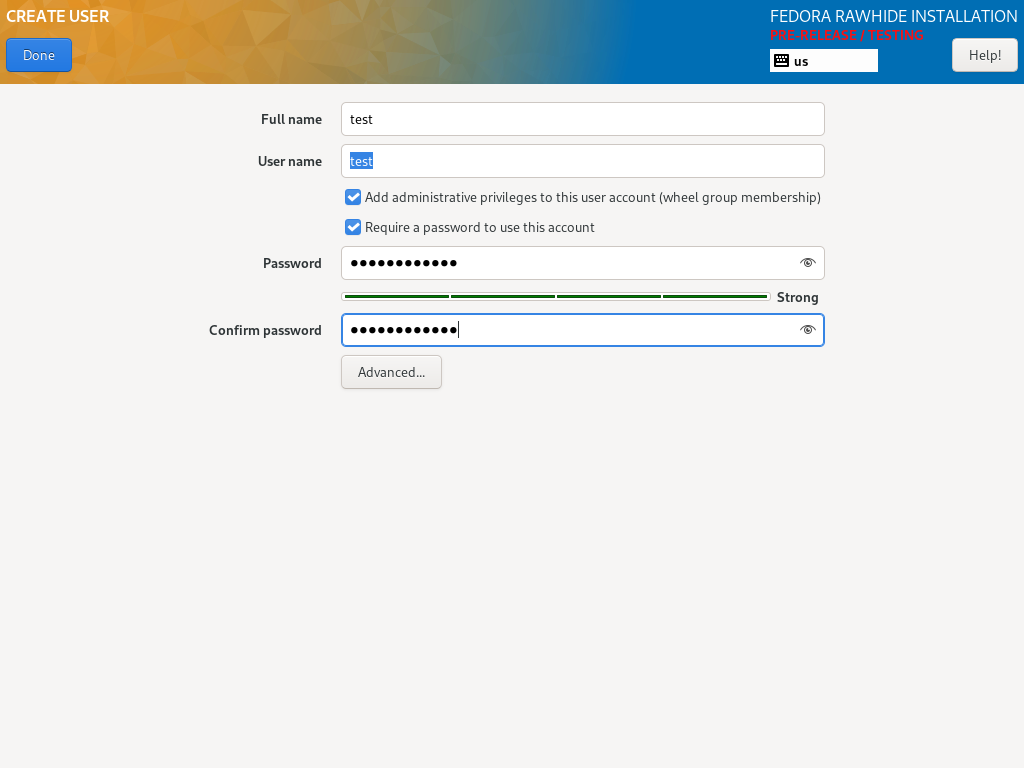 CREATE USER
FEDORA RAWHIDE INSTALLATION
PRE-RELEASE / TESTING
Done
us
Help!
Full name
test
User name
test
Add administrative privileges to this user account (wheel group membership)
Require a password to use this account
Password
●●●●●●●●●●●●
Strong
Confirm password
●●●●●●●●●●●●
Advanced...